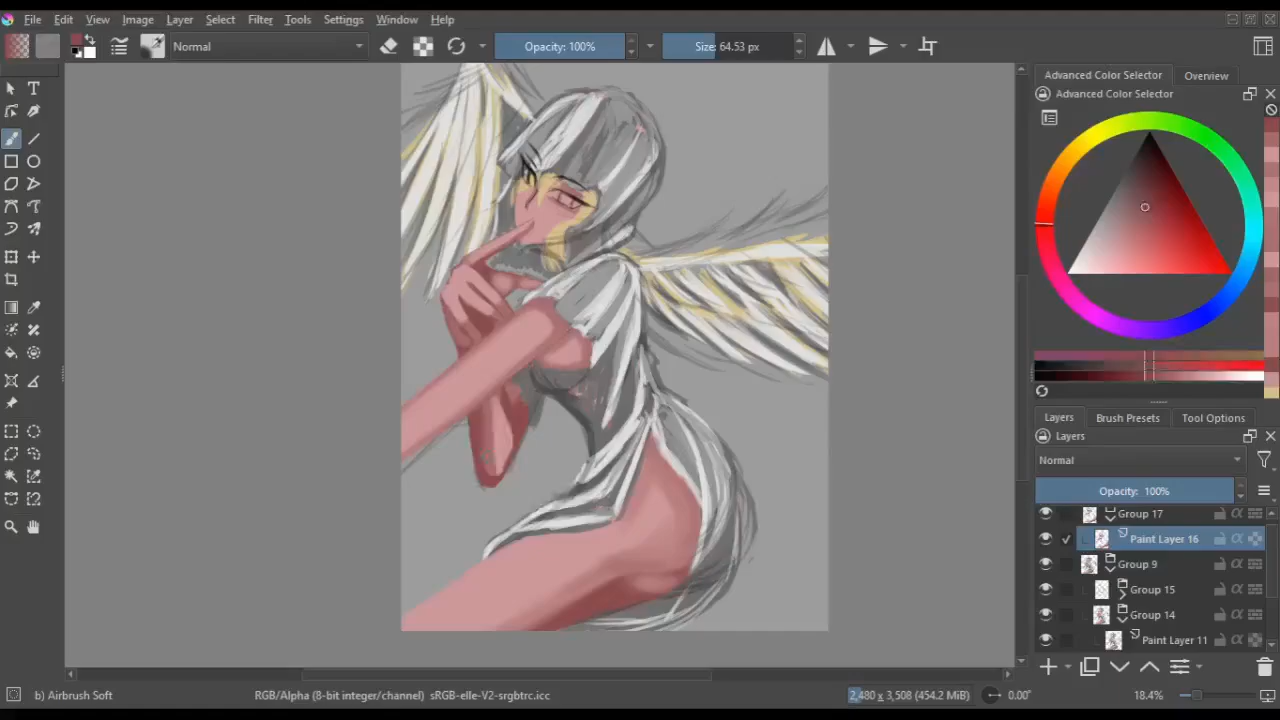 File Edit View Image Layer Select Filter Tools Settings Window Help
Normal Opacity: 100% Size: 64.53 px
Advanced Color Selector Overview
Advanced Color Selector
Layers Brush Presets Tool Options
Layers
Normal
Opacity: 100%
Group 17
Paint Layer 16
Group 9
Group 15
Group 14
Paint Layer 11
b) Airbrush Soft RGB/Alpha (8-bit integer/channel) sRGB-elle-V2-srgbtrc.icc 2,480 x 3,508 (454.2 MiB) 0.00° 18.4%